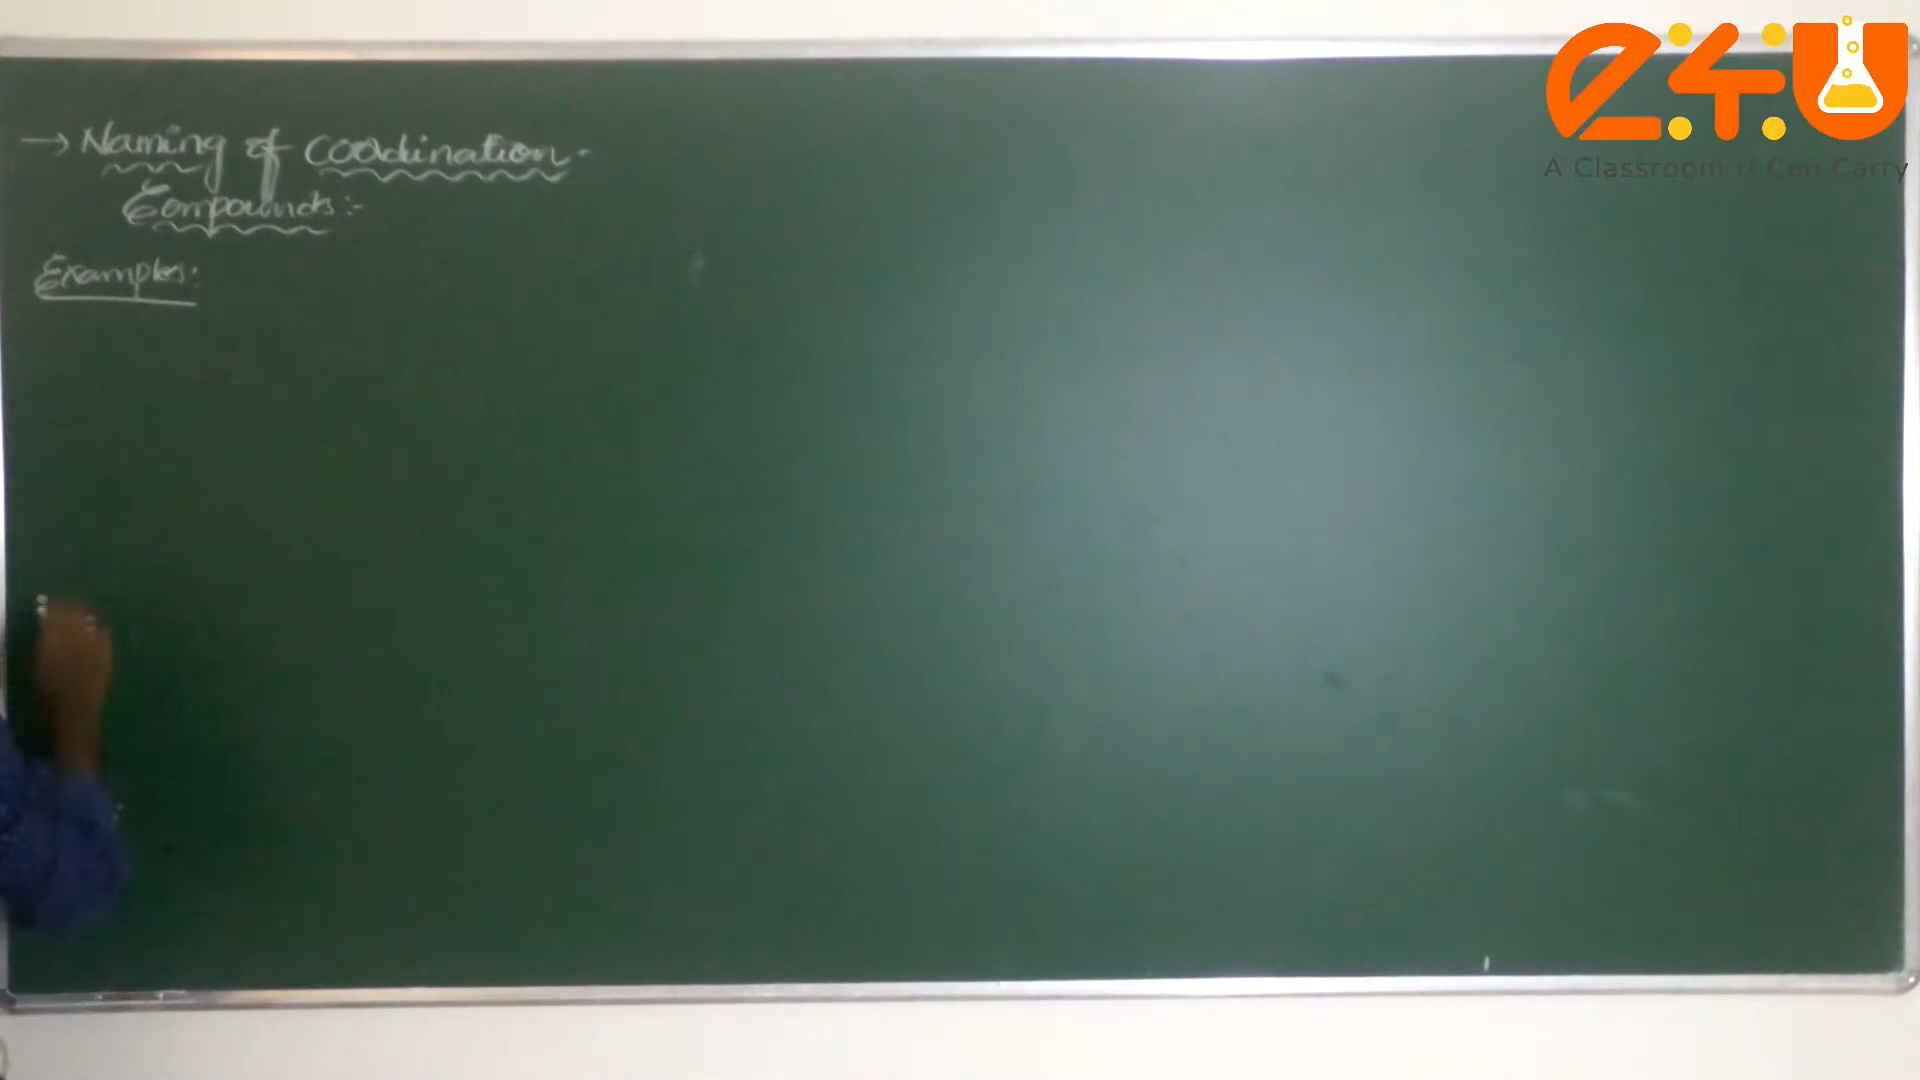 → Naming of coordination
Compounds:-
Examples:
e4U
A Classroom U Can Carry